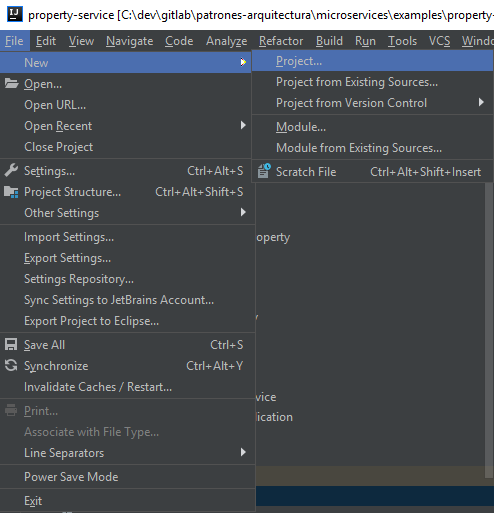 IJ property-service [C:\dev\gitlab\patrones-arquitectura\microservices\examples\property-
File Edit View Navigate Code Analyze Refactor Build Run Tools VCS Windo
New
Project...
Open...
Project from Existing Sources...
Open URL...
Project from Version Control
Open Recent
Module...
Close Project
Module from Existing Sources...
Settings... Ctrl+Alt+S
Scratch File Ctrl+Alt+Shift+Insert
Project Structure... Ctrl+Alt+Shift+S
Other Settings
Import Settings...
operty
Export Settings...
Settings Repository...
Sync Settings to JetBrains Account...
Export Project to Eclipse...
Save All Ctrl+S
Synchronize Ctrl+Alt+Y
Invalidate Caches / Restart...
vice
Print...
lication
Associate with File Type...
Line Separators
Power Save Mode
Exit